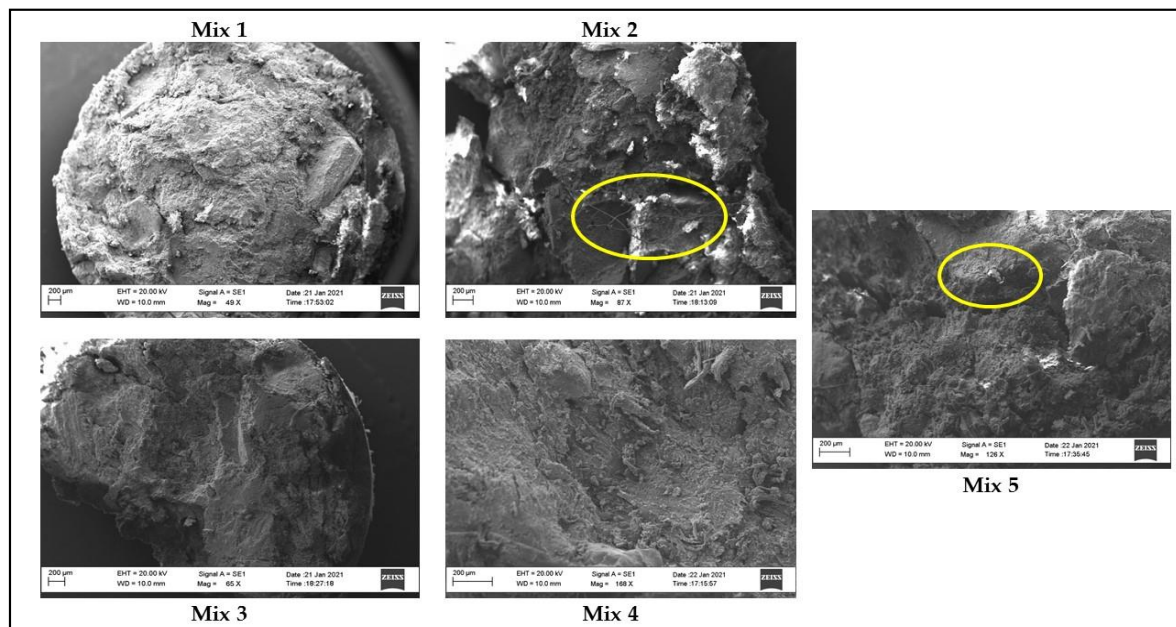 Mix 1
200 µm
EHT = 20.00 kV
WD = 10.0 mm
Signal A = SE1
Mag = 49 X
Date :21 Jan 2021
Time :17:53:02
ZEISS
Mix 2
200 µm
EHT = 20.00 kV
WD = 10.0 mm
Signal A = SE1
Mag = 87 X
Date :21 Jan 2021
Time :18:13:09
ZEISS
200 µm
EHT = 20.00 kV
WD = 10.0 mm
Signal A = SE1
Mag = 65 X
Date :21 Jan 2021
Time :18:27:18
ZEISS
Mix 3
200 µm
EHT = 20.00 kV
WD = 10.0 mm
Signal A = SE1
Mag = 168 X
Date :22 Jan 2021
Time :17:15:57
ZEISS
Mix 4
200 µm
EHT = 20.00 kV
WD = 10.0 mm
Signal A = SE1
Mag = 126 X
Date :22 Jan 2021
Time :17:35:45
ZEISS
Mix 5